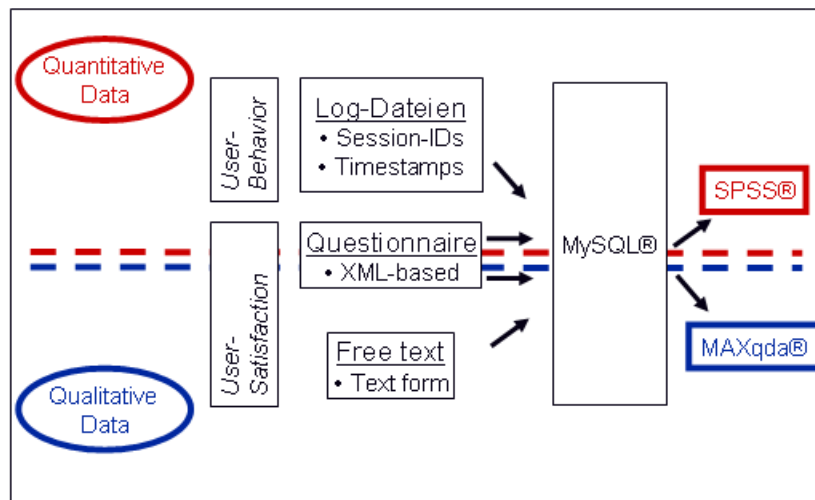 Quantitative
Data
User-
Behavior
Log-Dateien
• Session-IDs
• Timestamps
User-
Satisfaction
Questionnaire
• XML-based
Free text
• Text form
MySQL®
SPSS®
MAXqda®
Qualitative
Data